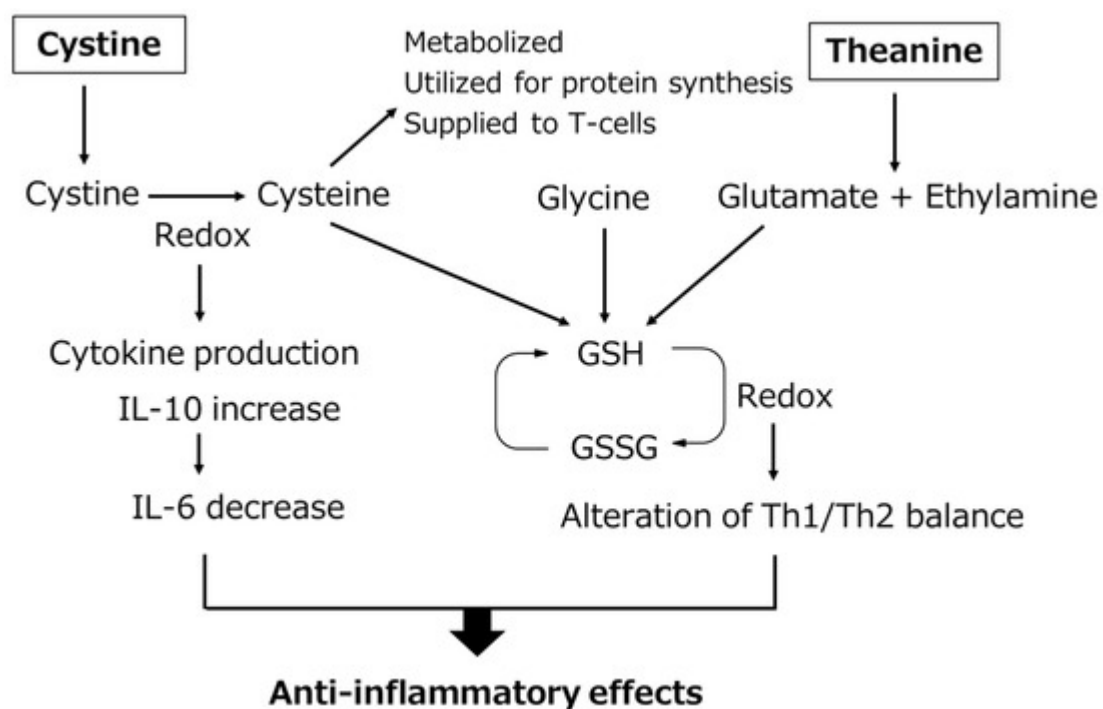 Cystine
Metabolized
Utilized for protein synthesis
Supplied to T-cells
Theanine
Cystine
Cysteine
Redox
Glycine
Glutamate + Ethylamine
Cytokine production
IL-10 increase
IL-6 decrease
GSH
GSSG
Redox
Alteration of Th1/Th2 balance
Anti-inflammatory effects